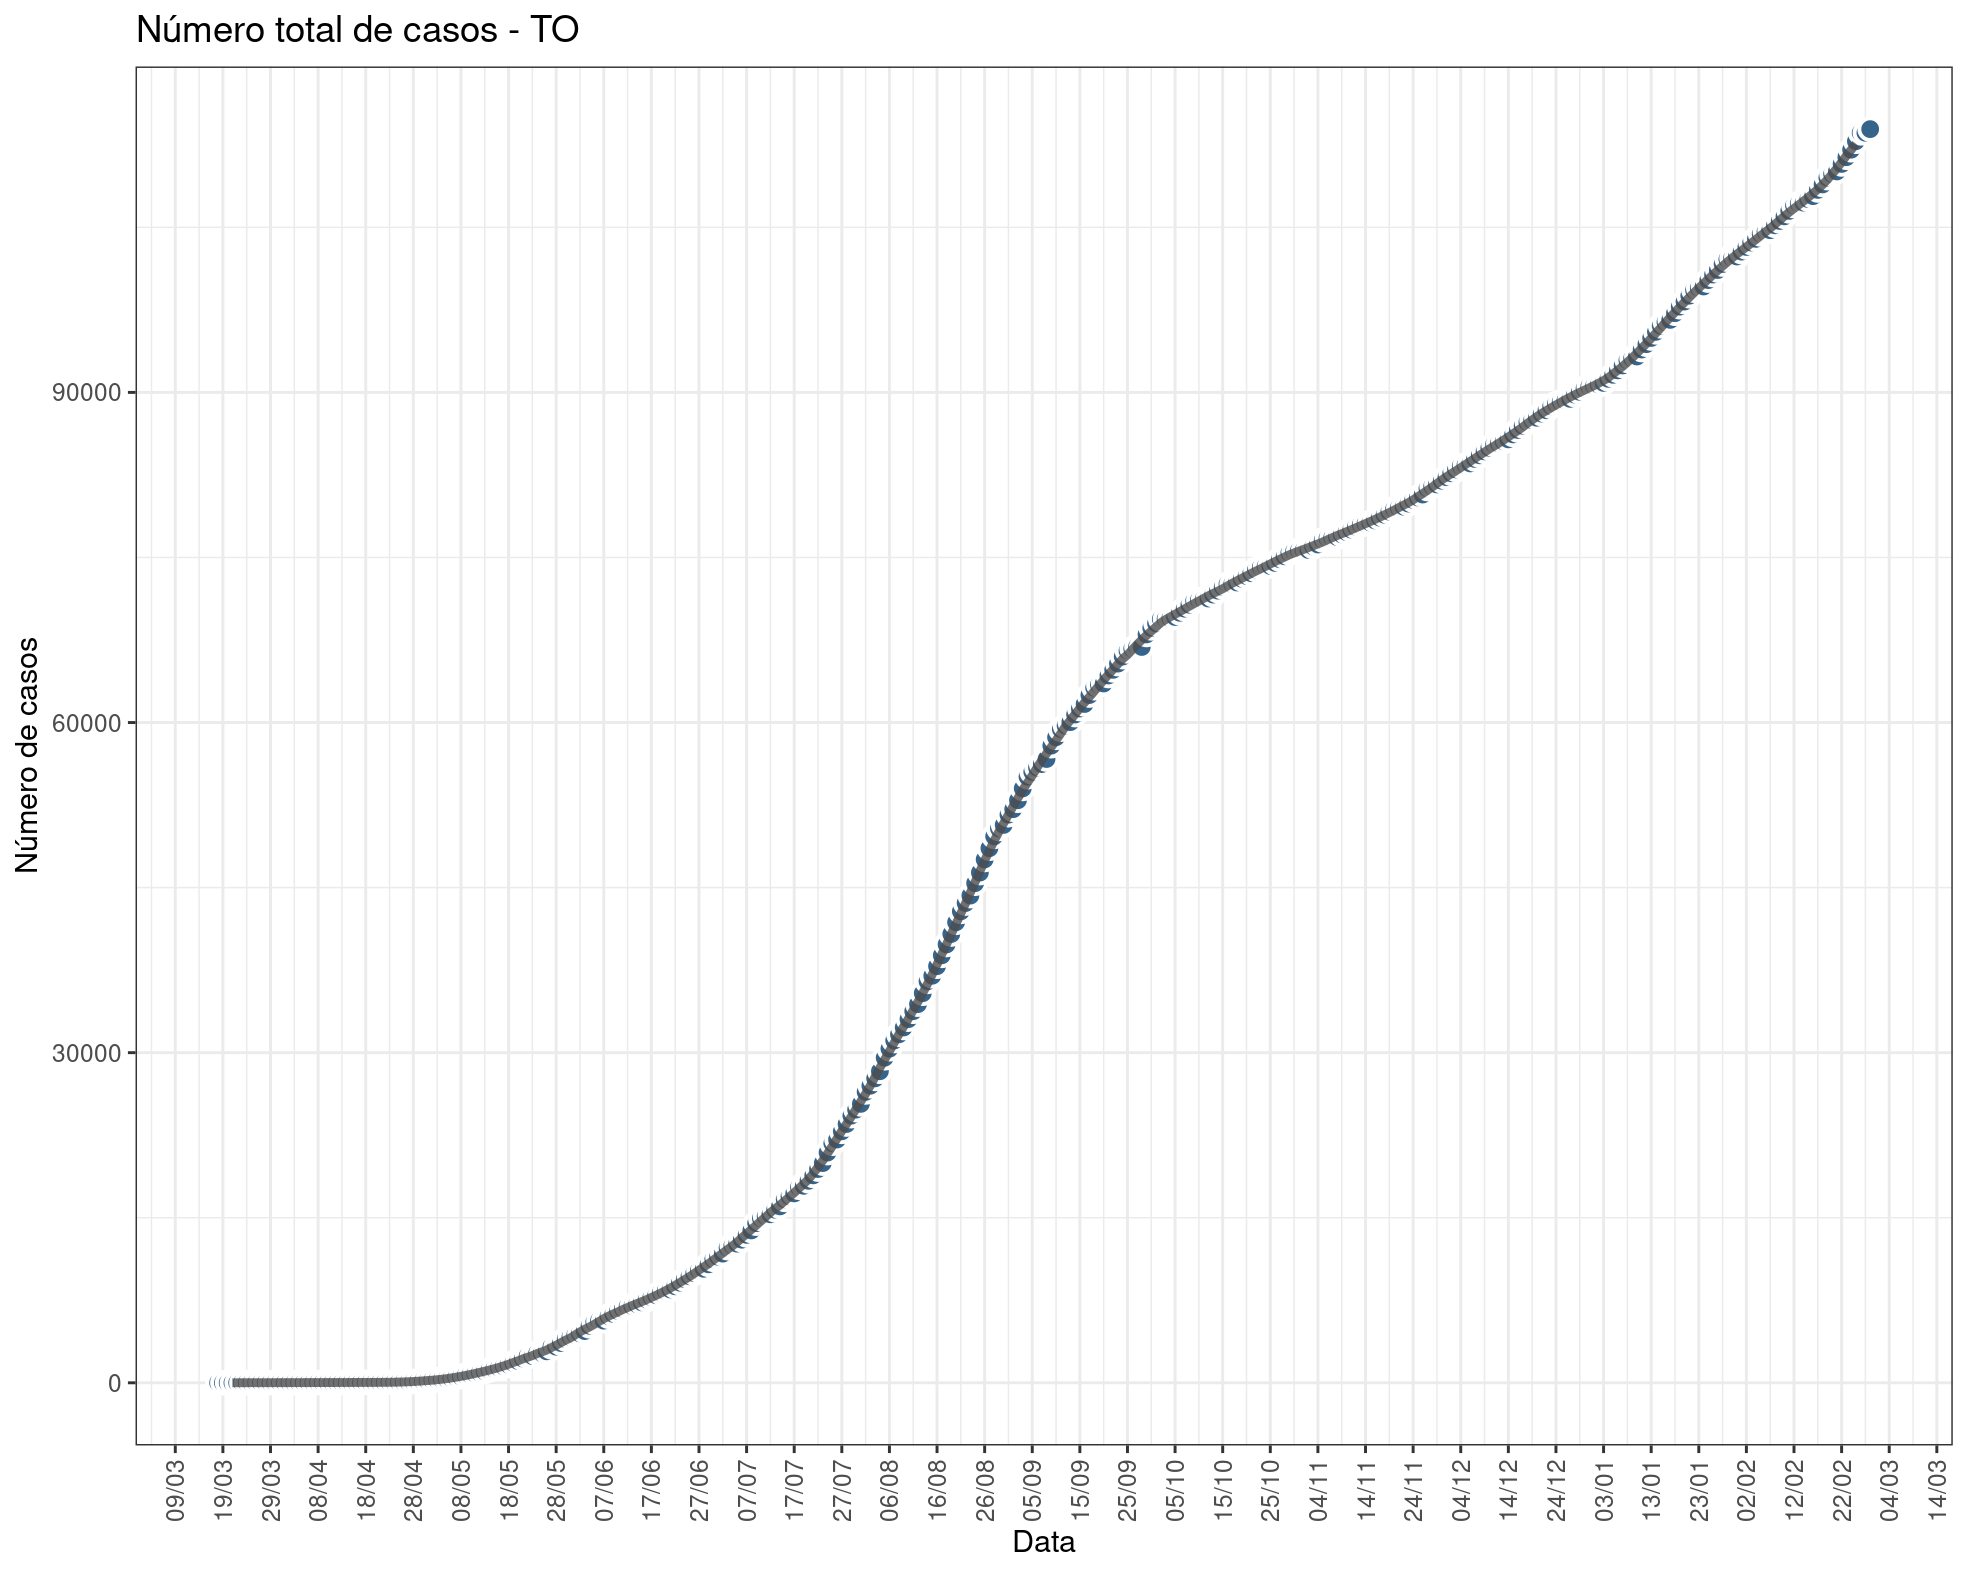 Número total de casos - TO
Número de casos
90000
60000
30000
0
09/03 19/03 29/03 08/04 18/04 28/04 08/05 18/05 28/05 07/06 17/06 27/06 07/07 17/07 27/07 06/08 16/08 26/08 05/09 15/09 25/09 05/10 15/10 25/10 04/11 14/11 24/11 04/12 14/12 24/12 03/01 13/01 23/01 02/02 12/02 22/02 04/03 14/03
Data